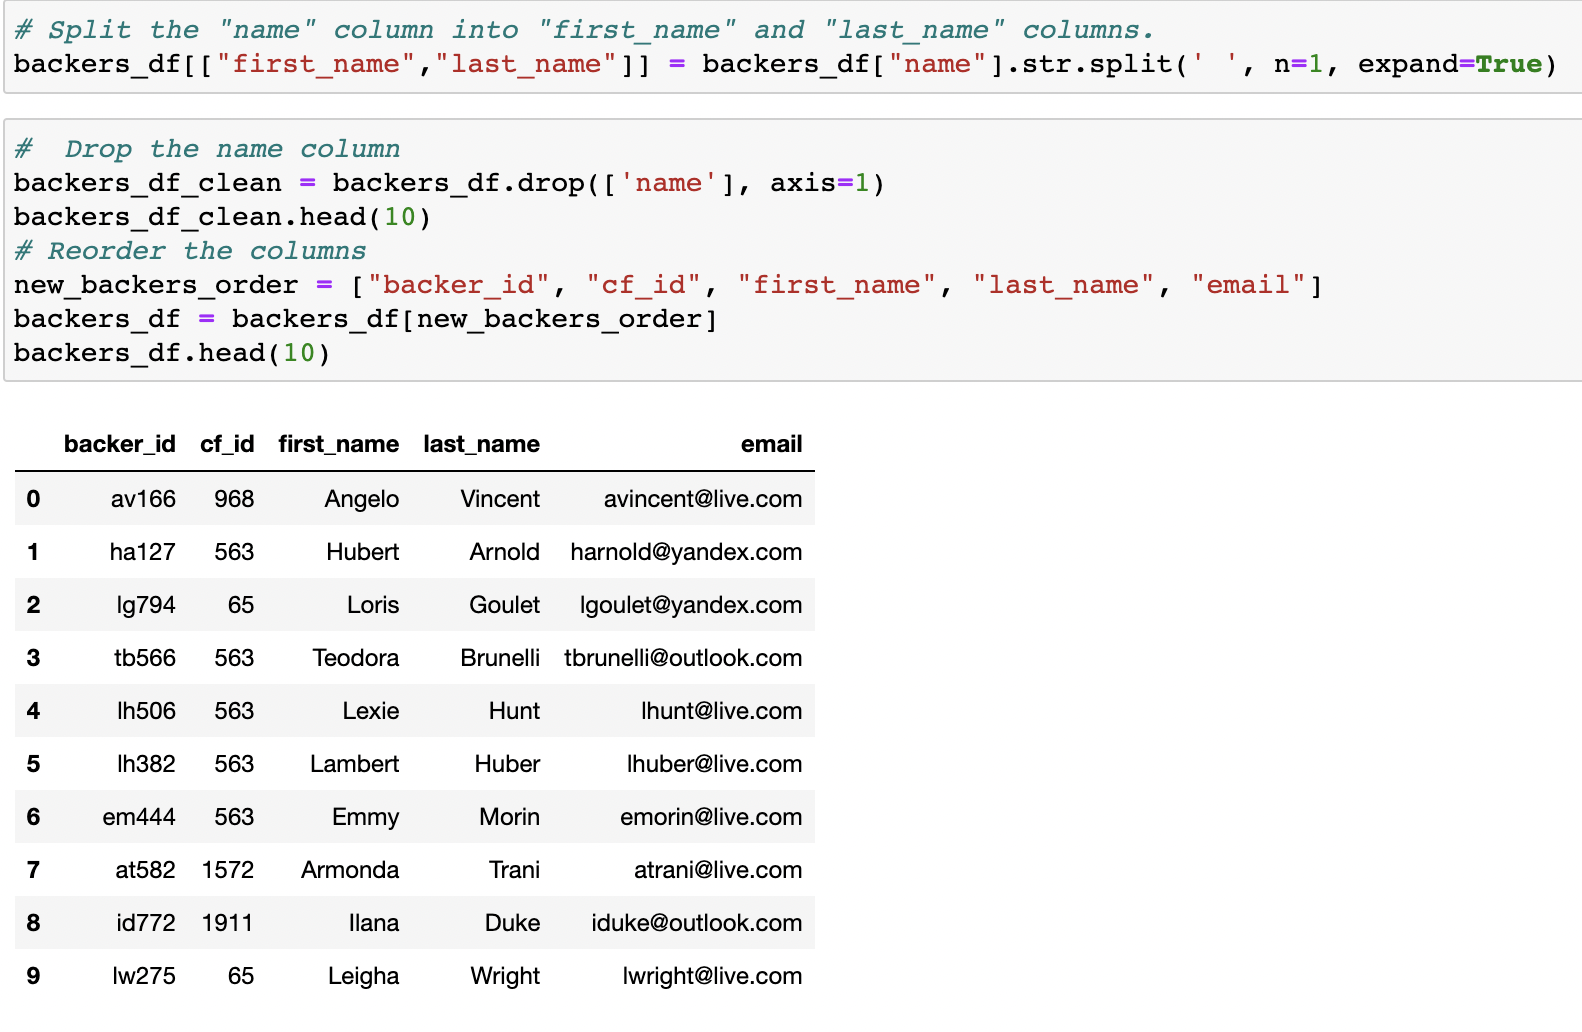 # Split the "name" column into "first_name" and "last_name" columns.
backers_df[["first_name","last_name"]] = backers_df["name"].str.split(' ', n=1, expand=True)
#  Drop the name column
backers_df_clean = backers_df.drop(['name'], axis=1)
backers_df_clean.head(10)
# Reorder the columns
new_backers_order = ["backer_id", "cf_id", "first_name", "last_name", "email"]
backers_df = backers_df[new_backers_order]
backers_df.head(10)
backer_id cf_id first_name last_name email
0 av166 968 Angelo Vincent avincent@live.com
1 ha127 563 Hubert Arnold harnold@yandex.com
2 lg794 65 Loris Goulet lgoulet@yandex.com
3 tb566 563 Teodora Brunelli tbrunelli@outlook.com
4 lh506 563 Lexie Hunt lhunt@live.com
5 lh382 563 Lambert Huber lhuber@live.com
6 em444 563 Emmy Morin emorin@live.com
7 at582 1572 Armonda Trani atrani@live.com
8 id772 1911 Ilana Duke iduke@outlook.com
9 lw275 65 Leigha Wright lwright@live.com